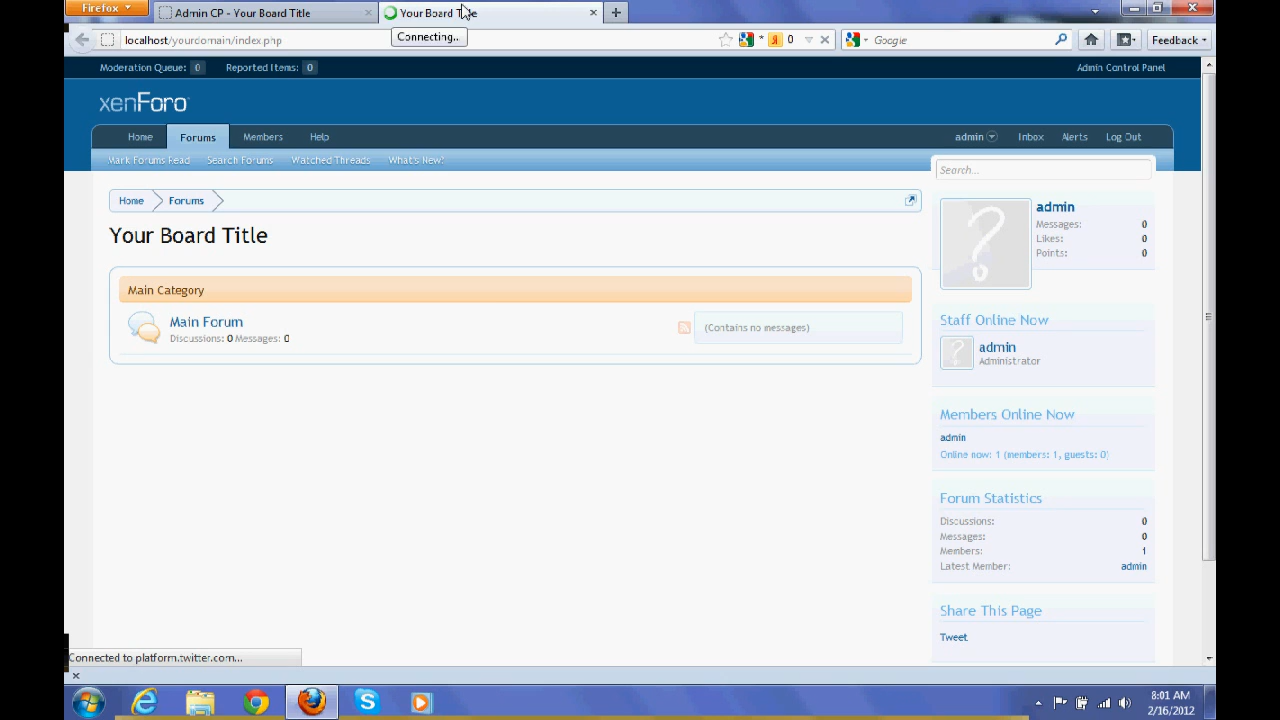 Firefox
Admin CP - Your Board Title
Your Board Title
Connecting...
localhost/yourdomain/index.php
0
Google
Feedback
Moderation Queue: 0
Reported Items: 0
Admin Control Panel
xenForo
Home
Forums
Members
Help
admin
Inbox
Alerts
Log Out
Mark Forums Read
Search Forums
Watched Threads
What's New?
Search...
Home
Forums
Your Board Title
Main Category
Main Forum
Discussions: 0 Messages: 0
(Contains no messages)
admin
Messages: 0
Likes: 0
Points: 0
Staff Online Now
admin
Administrator
Members Online Now
admin
Online now: 1 (members: 1, guests: 0)
Forum Statistics
Discussions: 0
Messages: 0
Members: 1
Latest Member: admin
Share This Page
Tweet
Connected to platform.twitter.com...
8:01 AM
2/16/2012